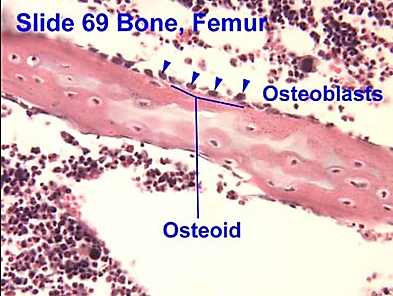 Slide 69 Bone, Femur
Osteoblasts
Osteoid